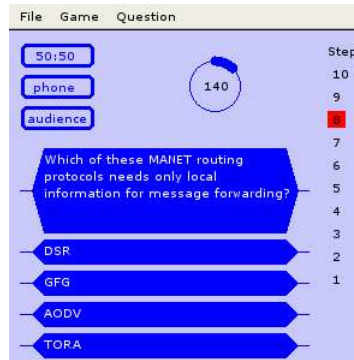 File Game Question
50:50
phone
audience
140
Step
10
9
8
7
6
5
4
3
2
1
Which of these MANET routing
protocols needs only local
information for message forwarding?
DSR
GFG
AODV
TORA